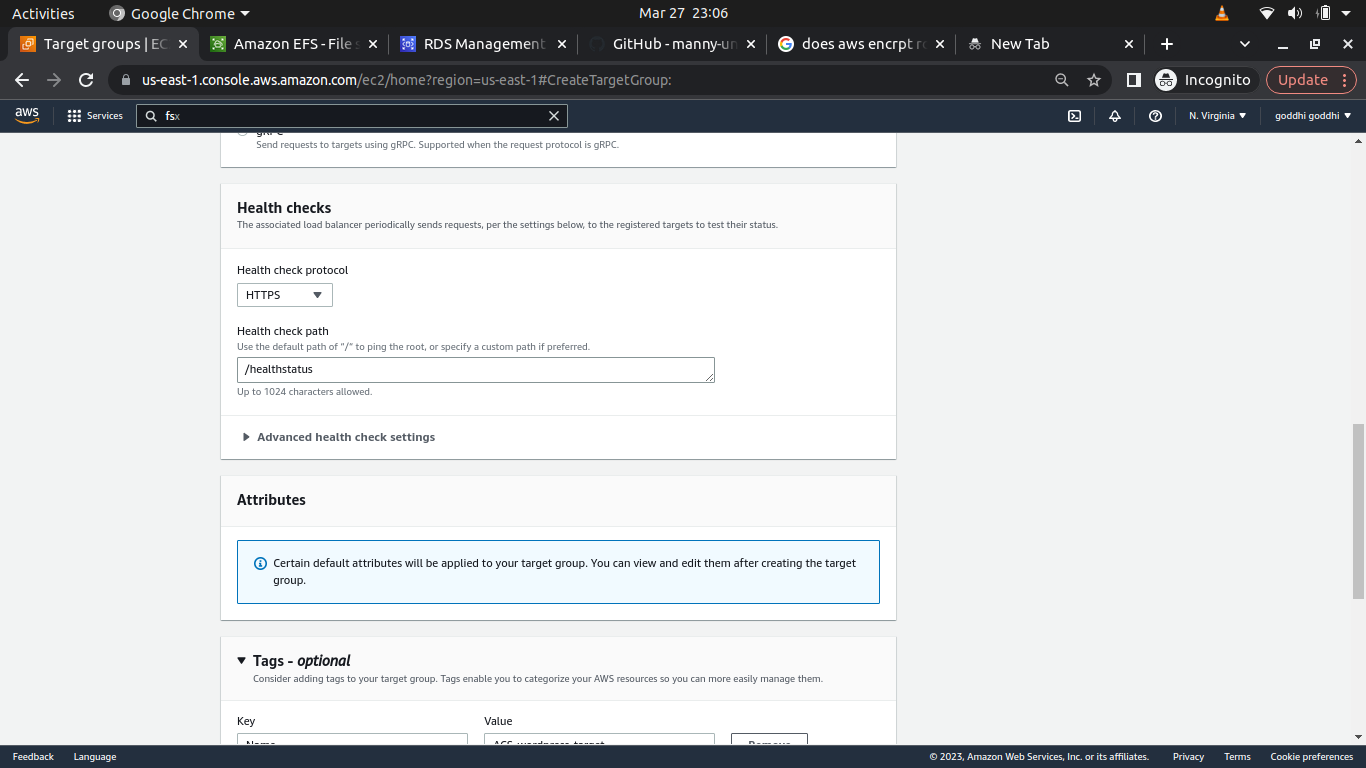 Activities
Google Chrome
Mar 27 23:06
Target groups | EC
Amazon EFS - File s
RDS Management
GitHub - manny-un
does aws encrpt r
New Tab
us-east-1.console.aws.amazon.com/ec2/home?region=us-east-1#CreateTargetGroup:
Incognito
Update
aws
Services
fsx
N. Virginia
goddhi goddhi
gRPC
Send requests to targets using gRPC. Supported when the request protocol is gRPC.
Health checks
The associated load balancer periodically sends requests, per the settings below, to the registered targets to test their status.
Health check protocol
HTTPS
Health check path
Use the default path of "/" to ping the root, or specify a custom path if preferred.
/healthstatus
Up to 1024 characters allowed.
Advanced health check settings
Attributes
Certain default attributes will be applied to your target group. You can view and edit them after creating the target
group.
Tags - optional
Consider adding tags to your target group. Tags enable you to categorize your AWS resources so you can more easily manage them.
Key
Value
Name
ACS-wordpress-target
Remove
Feedback
Language
© 2023, Amazon Web Services, Inc. or its affiliates.
Privacy
Terms
Cookie preferences